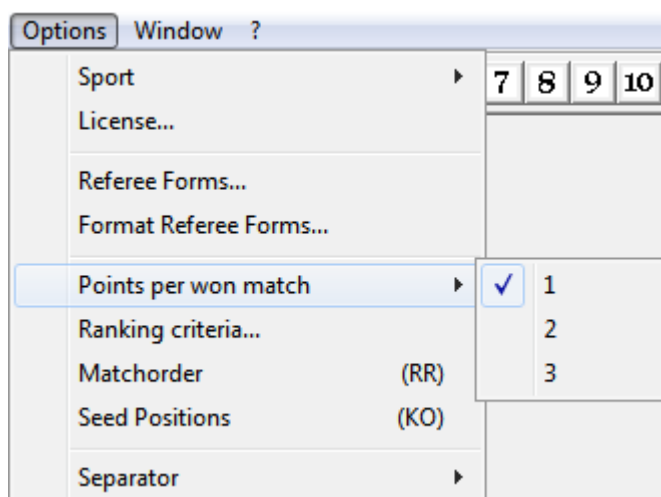 Options Window ?
Sport 7 8 9 10
License...
Referee Forms...
Format Referee Forms...
Points per won match 1
Ranking criteria... 2
Matchorder (RR) 3
Seed Positions (KO)
Separator